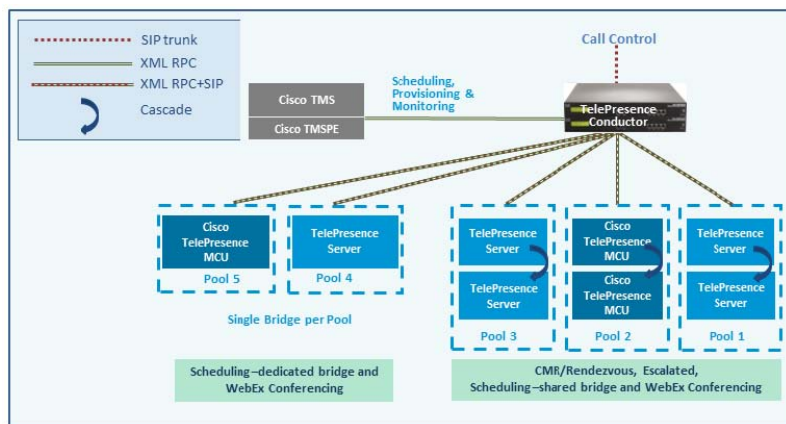 SIP trunk
XML RPC
XML RPC+SIP
Cascade
Call Control
Scheduling,
Provisioning &
Monitoring
Cisco TMS
Cisco TMSPE
TelePresence
Conductor
Cisco
TelePresence
MCU
Pool 5
TelePresence
Server
Pool 4
TelePresence
Server
TelePresence
Server
Pool 3
Cisco
TelePresence
MCU
Cisco
TelePresence
MCU
Pool 2
TelePresence
Server
TelePresence
Server
Pool 1
Single Bridge per Pool
Scheduling–dedicated bridge and
WebEx Conferencing
CMR/Rendezvous, Escalated,
Scheduling–shared bridge and WebEx Conferencing